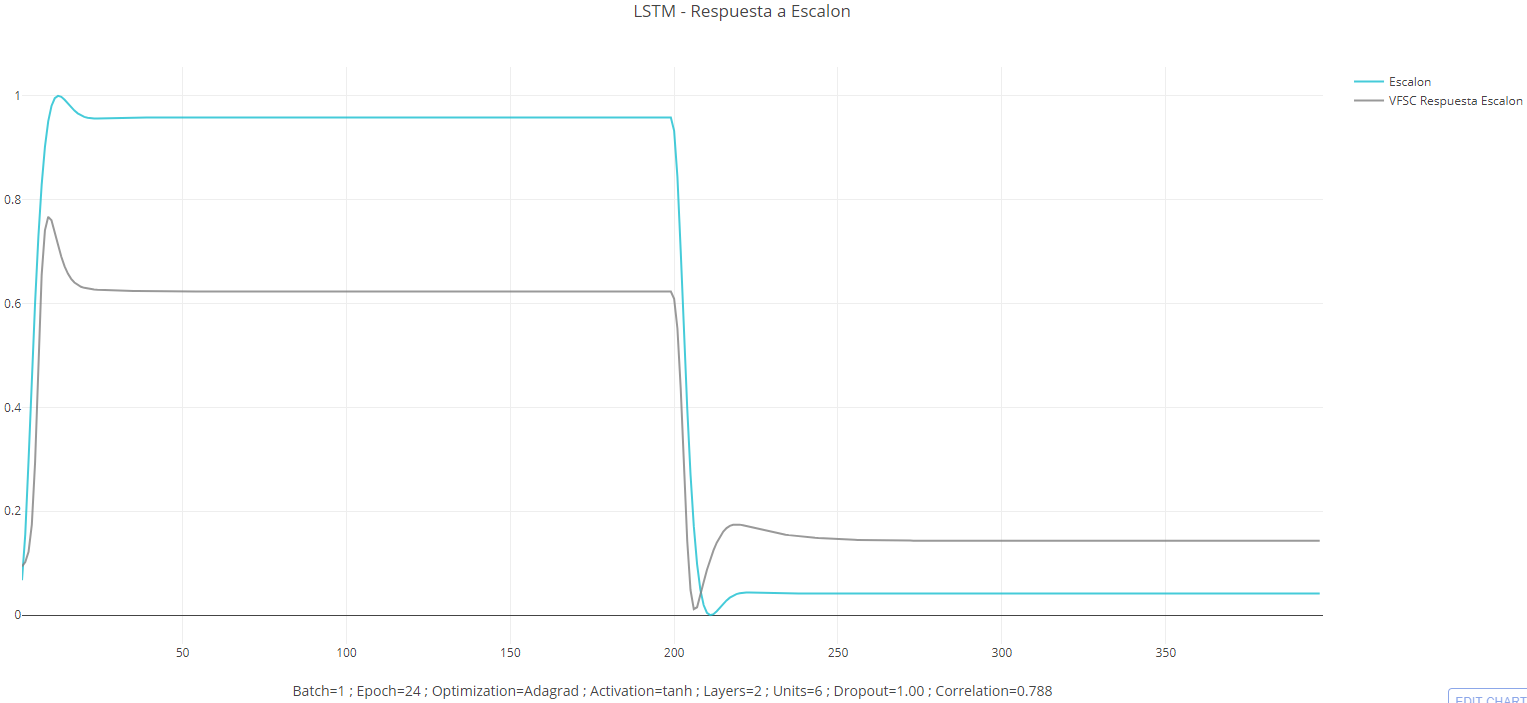 LSTM - Respuesta a Escalon
Escalon
VFSC Respuesta Escalon
1
0.8
0.6
0.4
0.2
0
50 100 150 200 250 300 350
Batch=1 ; Epoch=24 ; Optimization=Adagrad ; Activation=tanh ; Layers=2 ; Units=6 ; Dropout=1.00 ; Correlation=0.788
EDIT CHART